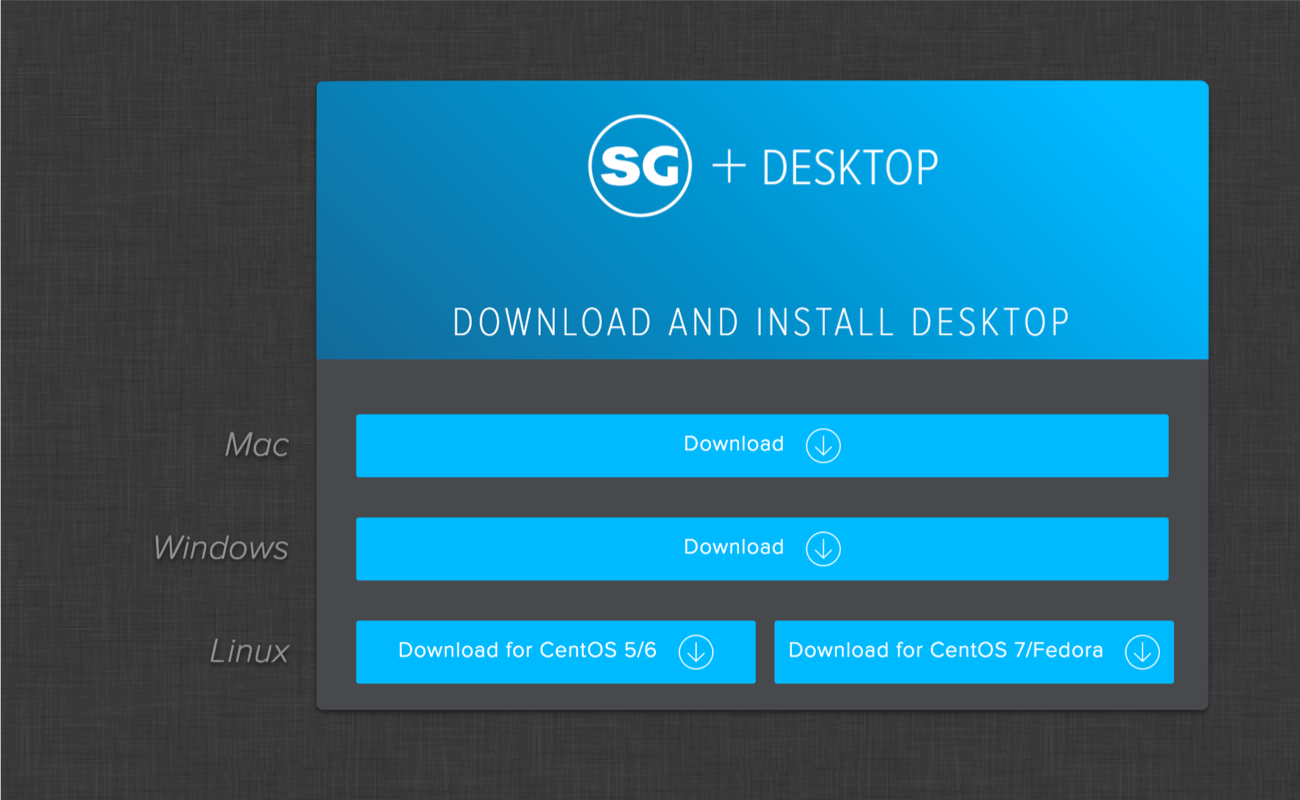 SG + DESKTOP
DOWNLOAD AND INSTALL DESKTOP
Mac
Download
Windows
Download
Linux
Download for CentOS 5/6
Download for CentOS 7/Fedora